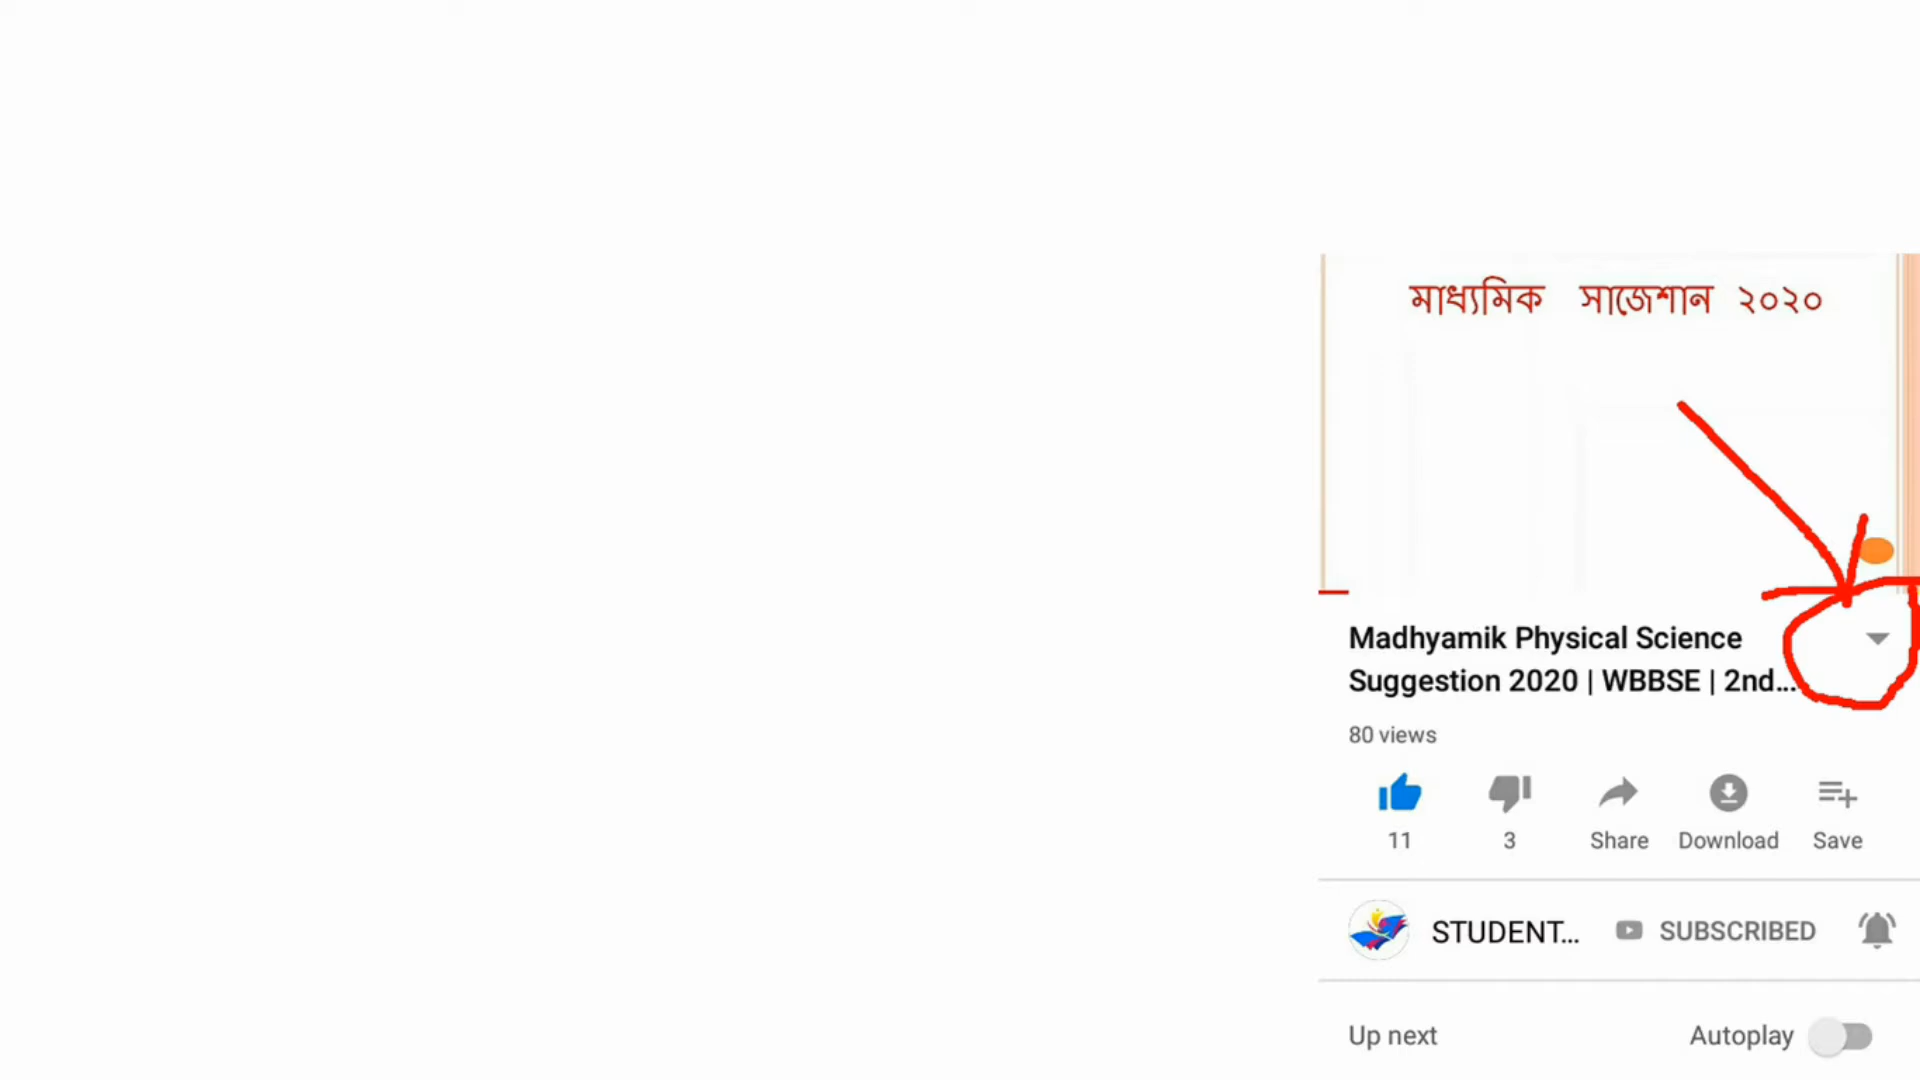 মাধ্যমিক সাজেশান ২০২০
Madhyamik Physical Science
Suggestion 2020 | WBBSE | 2nd...
80 views
11 3 Share Download Save
STUDENT... SUBSCRIBED
Up next Autoplay